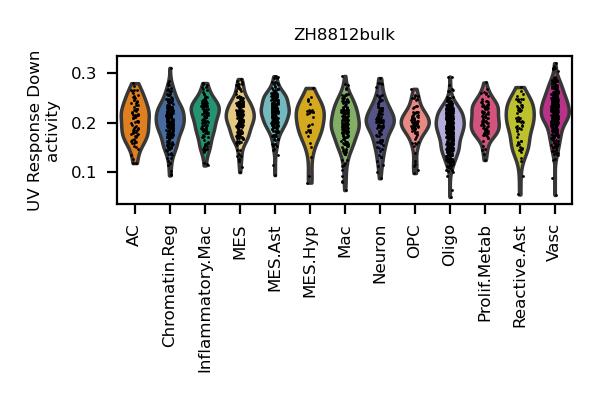 ZH8812bulk
UV Response Down
activity
0.3
0.2
0.1
AC
Chromatin.Reg
Inflammatory.Mac
MES
MES.Ast
MES.Hyp
Mac
Neuron
OPC
Oligo
Prolif.Metab
Reactive.Ast
Vasc